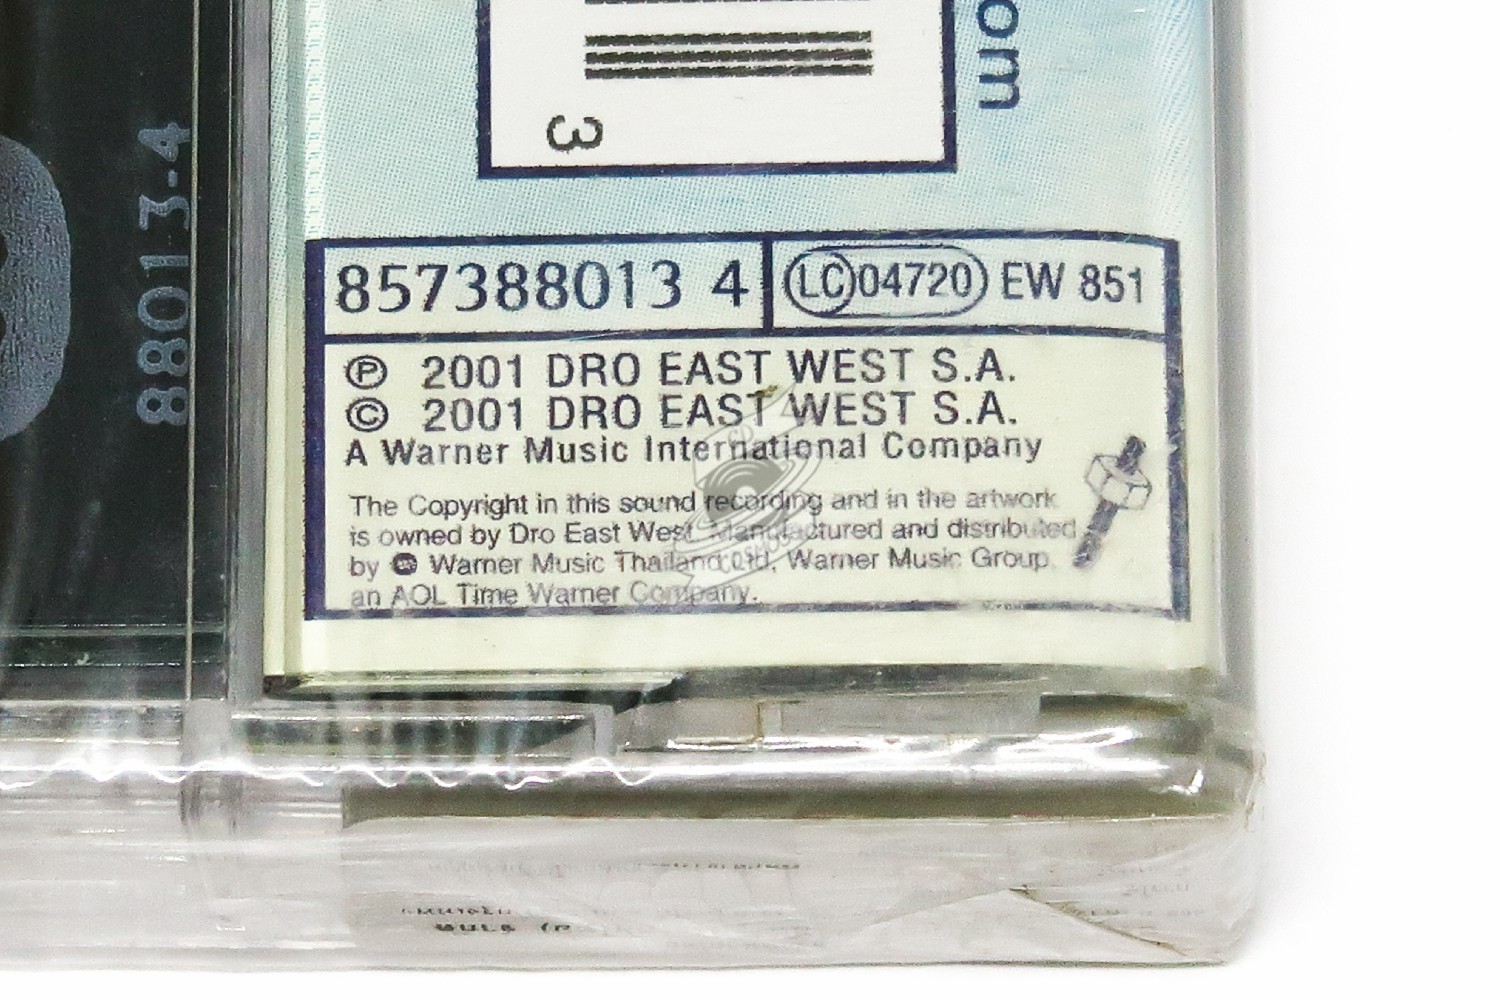 om
3
88013-4
857388013 4 LC 04720 EW 851
Ⓟ 2001 DRO EAST WEST S.A.
© 2001 DRO EAST WEST S.A.
A Warner Music International Company
The Copyright in this sound recording and in the artwork
is owned by Dro East West. Manufactured and distributed
by Warner Music Thailand Ltd, Warner Music Group.
an AOL Time Warner Company.